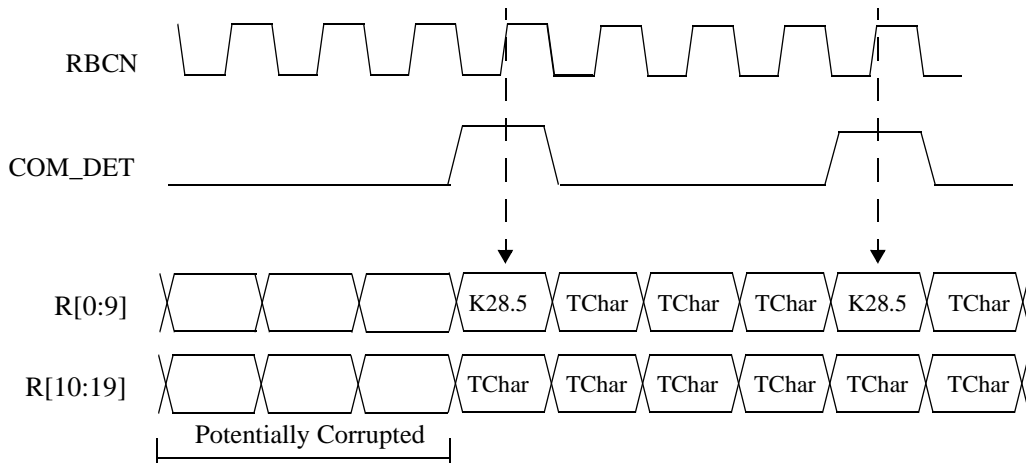 RBCN
COM_DET
R[0:9] K28.5 TChar TChar TChar K28.5 TChar
R[10:19] TChar TChar TChar TChar TChar TChar
Potentially Corrupted